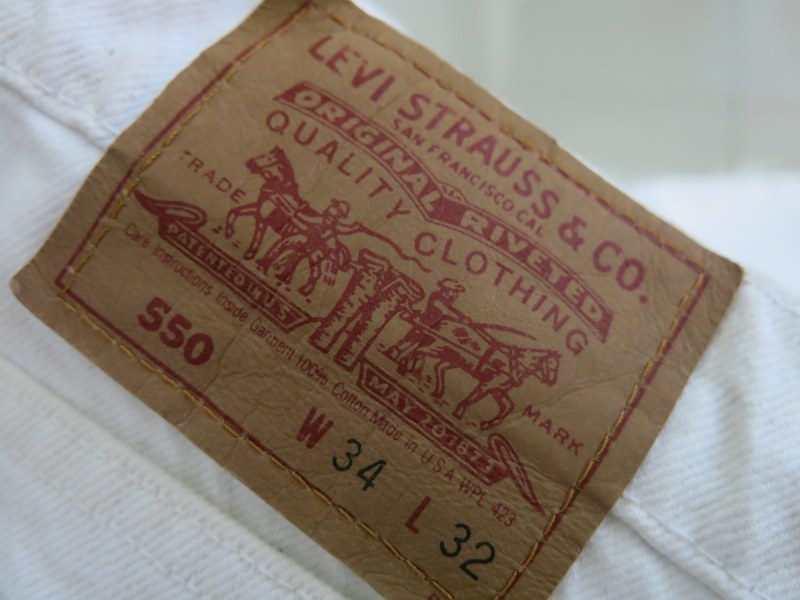 LEVI STRAUSS & CO.
SAN FRANCISCO CAL
ORIGINAL RIVETED
QUALITY CLOTHING
TRADE MARK
PATENTED IN U.S.
MAY 20 1873
Care Instructions Inside Garment 100% Cotton Made in U.S.A. WPL 423
550
W 34 L 32